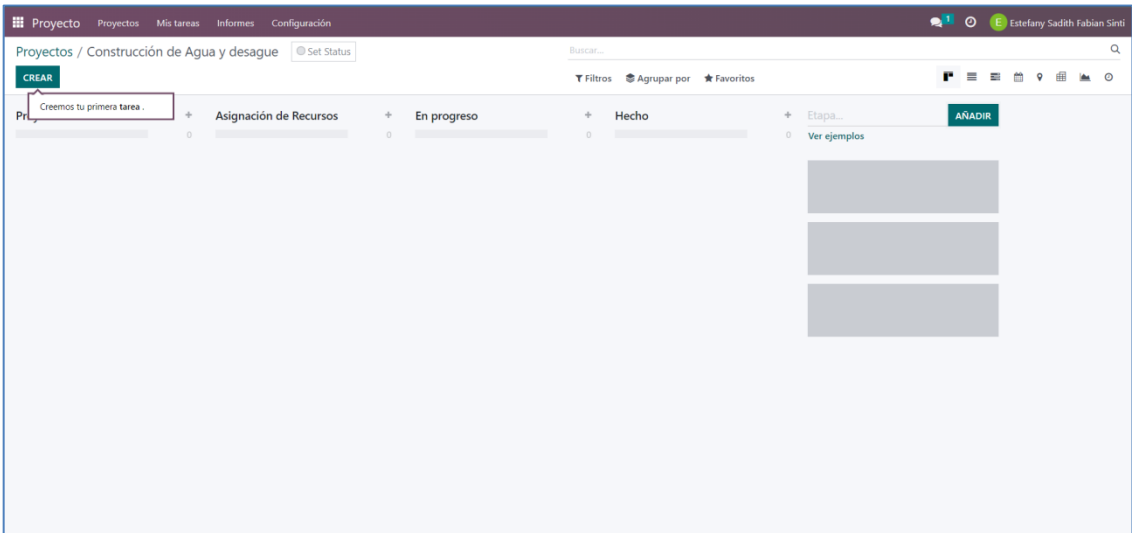 Proyecto Proyectos Mis tareas Informes Configuración 1 E Estefany Sadith Fabian Sinti
Proyectos / Construcción de Agua y desague Set Status Buscar...
CREAR Filtros Agrupar por Favoritos
Creemos tu primera tarea .
Asignación de Recursos + En progreso + Hecho + Etapa... AÑADIR
0 0 0 0 Ver ejemplos